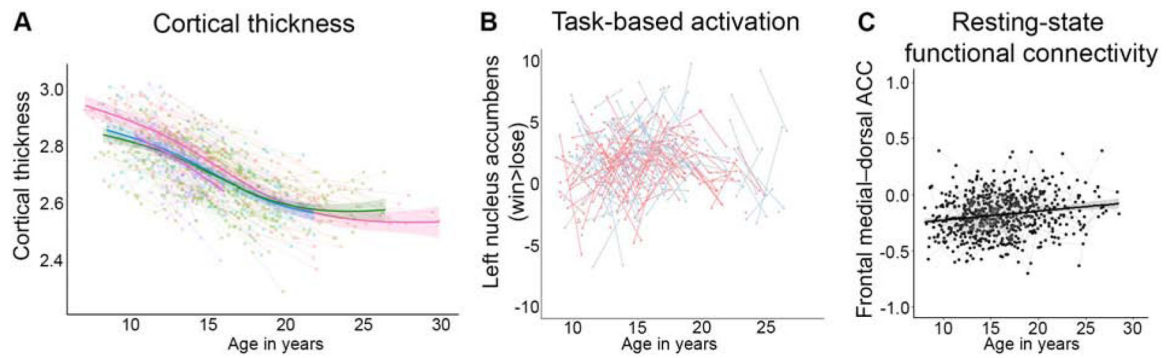 A
Cortical thickness
Cortical thickness
3.0
2.8
2.6
2.4
10
15
20
25
30
Age in years
B
Task-based activation
Left nucleus accumbens
(win>lose)
10
5
0
-5
-10
10
15
20
25
Age in years
C
Resting-state
functional connectivity
Frontal medial–dorsal ACC
1.0
0.5
0.0
-0.5
-1.0
10
15
20
25
30
Age in years